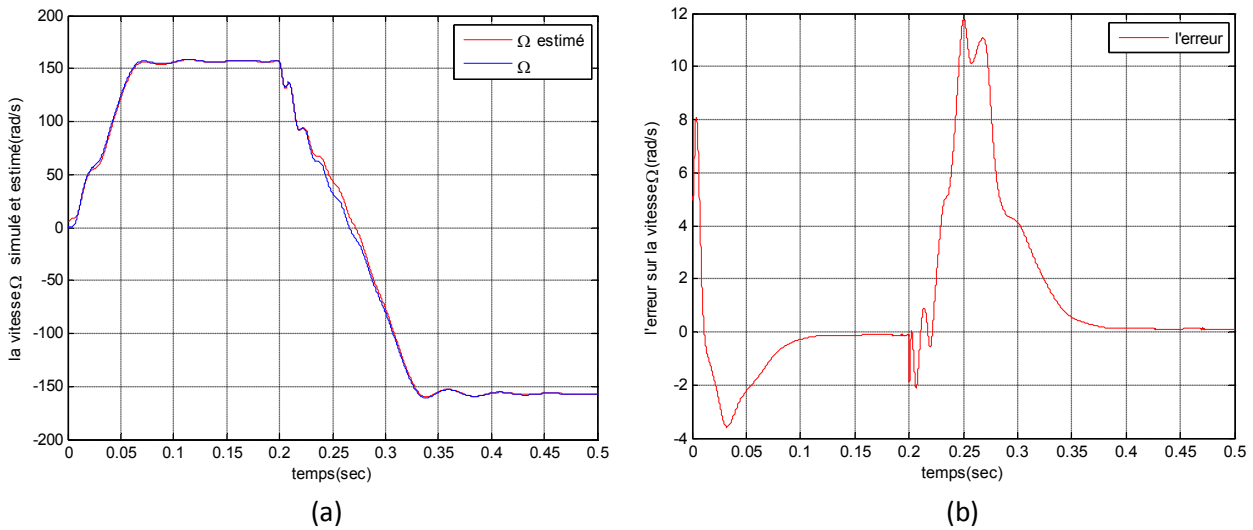 200
150
100
50
0
-50
-100
-150
-200
la vitesseΩ simulé et estimé(rad/s)
Ω estimé
Ω
0 0.05 0.1 0.15 0.2 0.25 0.3 0.35 0.4 0.45 0.5
temps(sec)
(a)
12
10
8
6
4
2
0
-2
-4
l'erreur sur la vitesseΩ(rad/s)
l'erreur
0 0.05 0.1 0.15 0.2 0.25 0.3 0.35 0.4 0.45 0.5
temps(sec)
(b)